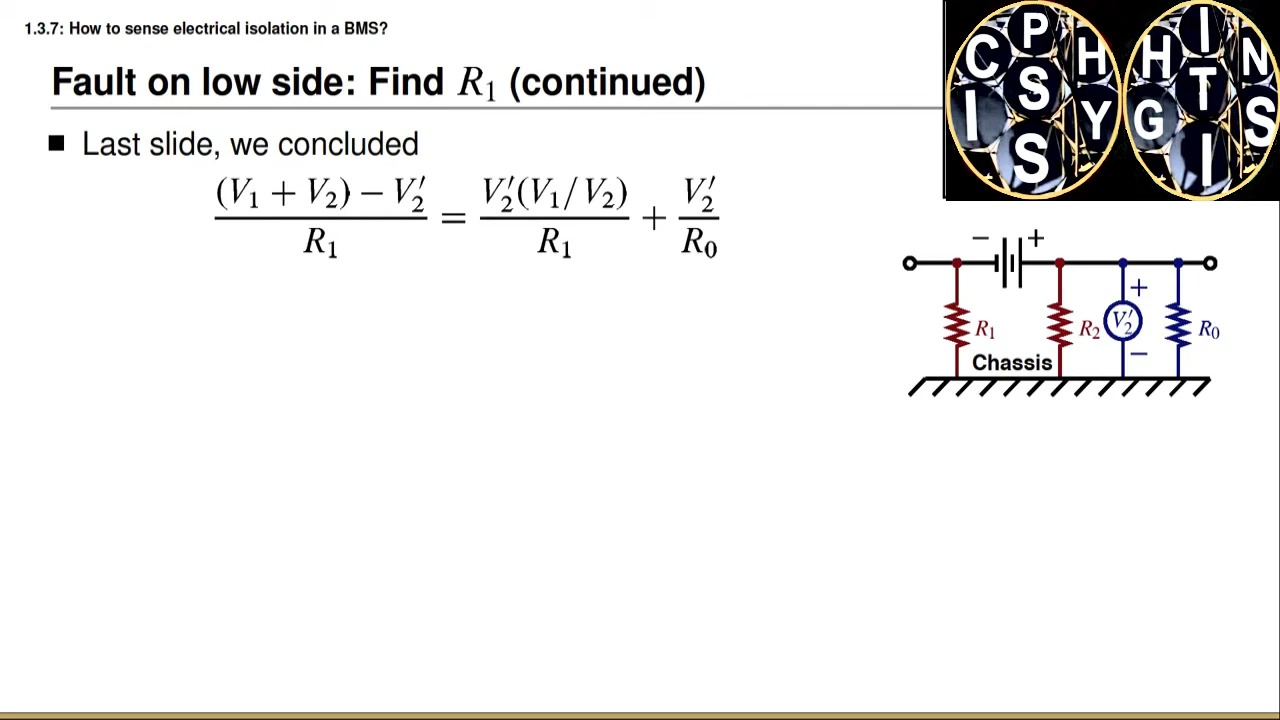 1.3.7: How to sense electrical isolation in a BMS?
Fault on low side: Find R₁ (continued)
■ Last slide, we concluded
((V₁ + V₂) − V₂′)/R₁ = (V₂′(V₁/V₂))/R₁ + V₂′/R₀
P
C H
S
I Y
S
I
H N
T
G S
I
− +
+
R₁ R₂ V₂′ R₀
−
Chassis